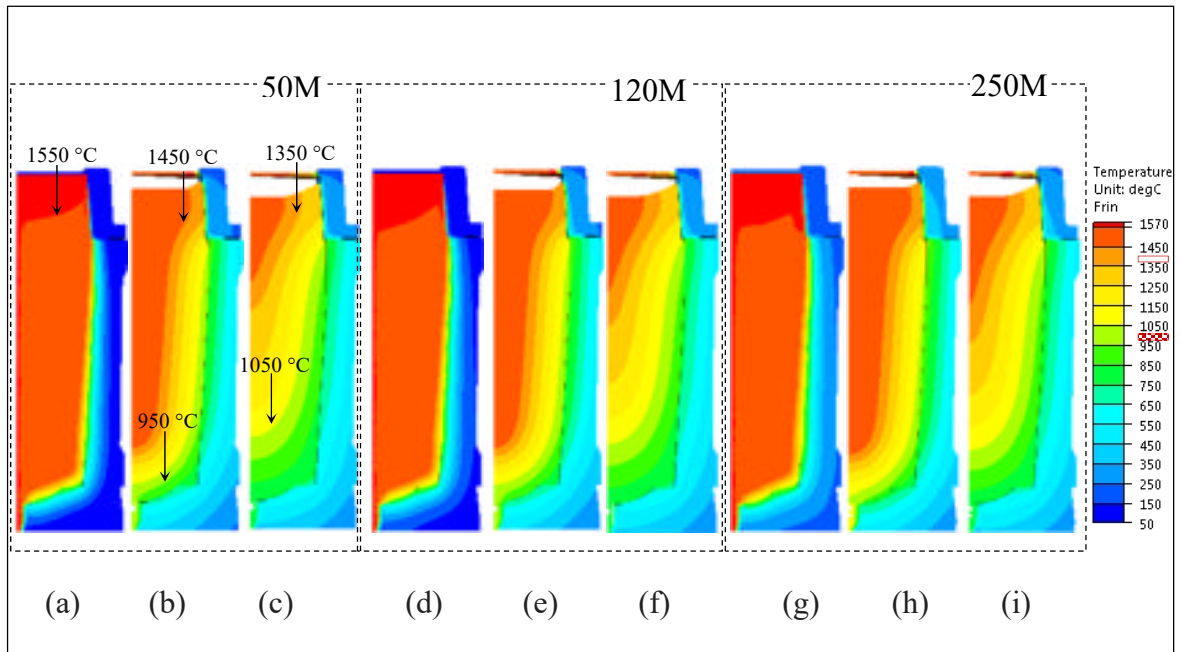 50M
120M
250M
1550 °C
1450 °C
1350 °C
1050 °C
950 °C
Temperature
Unit: degC
Frin
1570
1450
1350
1250
1150
1050
950
850
750
650
550
450
350
250
150
50
(a)
(b)
(c)
(d)
(e)
(f)
(g)
(h)
(i)